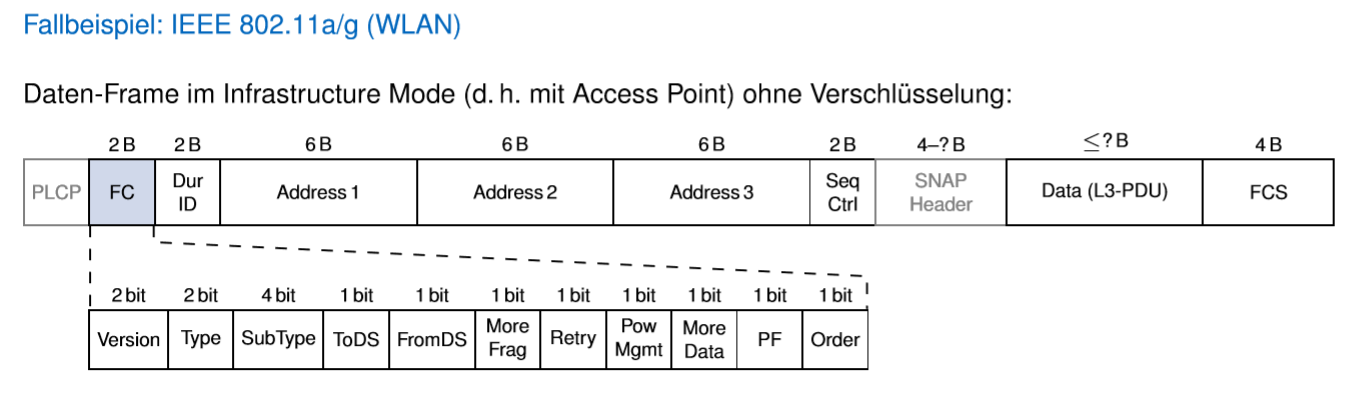 Fallbeispiel: IEEE 802.11a/g (WLAN)
Daten-Frame im Infrastructure Mode (d. h. mit Access Point) ohne Verschlüsselung:
2 B 2 B 6 B 6 B 6 B 2 B 4–? B ≤? B 4 B
PLCP FC Dur ID Address 1 Address 2 Address 3 Seq Ctrl SNAP Header Data (L3-PDU) FCS
2 bit 2 bit 4 bit 1 bit 1 bit 1 bit 1 bit 1 bit 1 bit 1 bit 1 bit
Version Type SubType ToDS FromDS More Frag Retry Pow Mgmt More Data PF Order